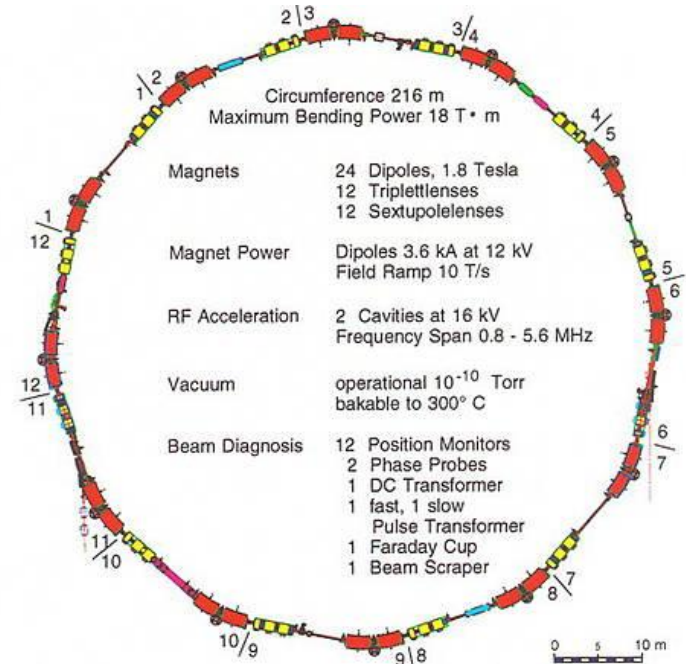 2/3
3/4
1/2
4/5
Circumference 216 m
Maximum Bending Power 18 T• m
Magnets 24 Dipoles, 1.8 Tesla
12 Triplettlenses
12 Sextupolelenses
1/12
Magnet Power Dipoles 3.6 kA at 12 kV
Field Ramp 10 T/s
5/6
RF Acceleration 2 Cavities at 16 kV
Frequency Span 0.8 - 5.6 MHz
Vacuum operational 10⁻¹⁰ Torr
bakable to 300° C
12/11
Beam Diagnosis 12 Position Monitors
6/7
2 Phase Probes
1 DC Transformer
1 fast, 1 slow
Pulse Transformer
1 Faraday Cup
1 Beam Scraper
11/10
8/7
10/9
9/8
0 5 10 m